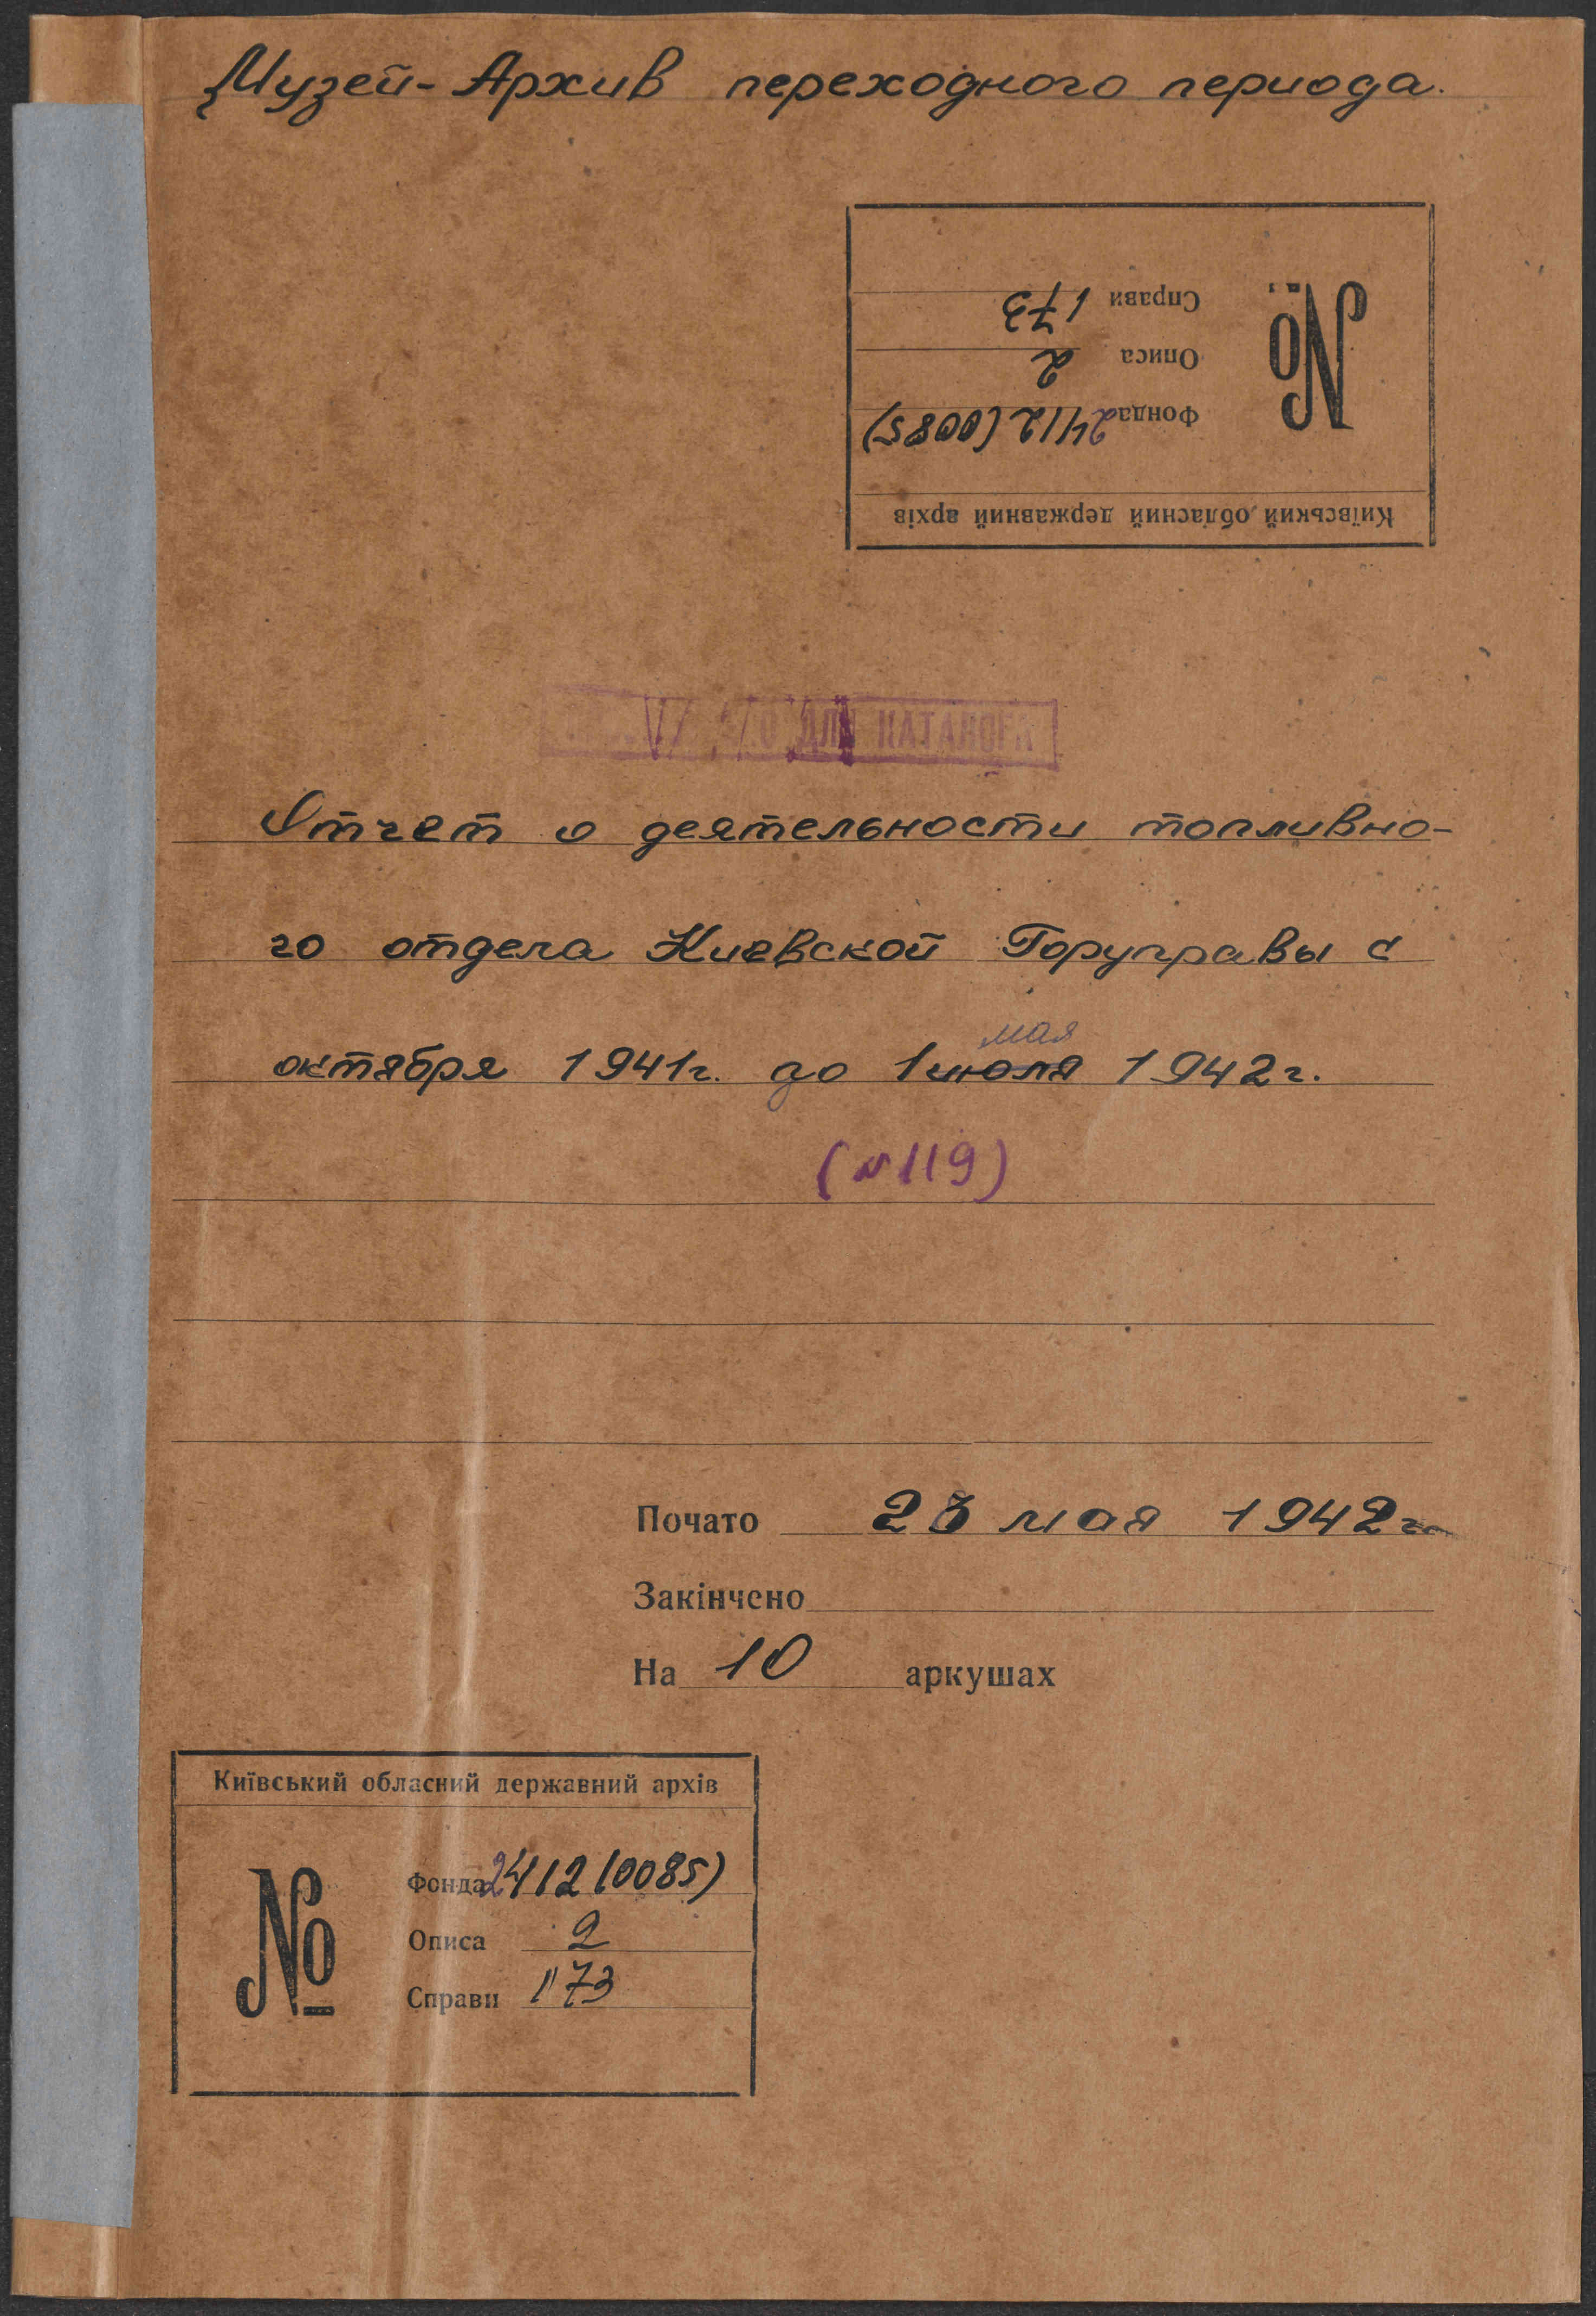 Музей-Архив переходного периода.
Справи 173
Описа 2
Фонда 2412 (0085)
№
Київський обласний державний архів
ДЛЯ КАТАЛОГА
Отчет о деятельности топливно-
го отдела Киевской Горуправы с
мая
октября 1941г. до 1 июля 1942г.
(№119)
Почато 23 мая 1942г.
Закінчено
На 10 аркушах
Київський обласний державний архів
№
Фонда 2412 (0085)
Описа 2
Справи 173